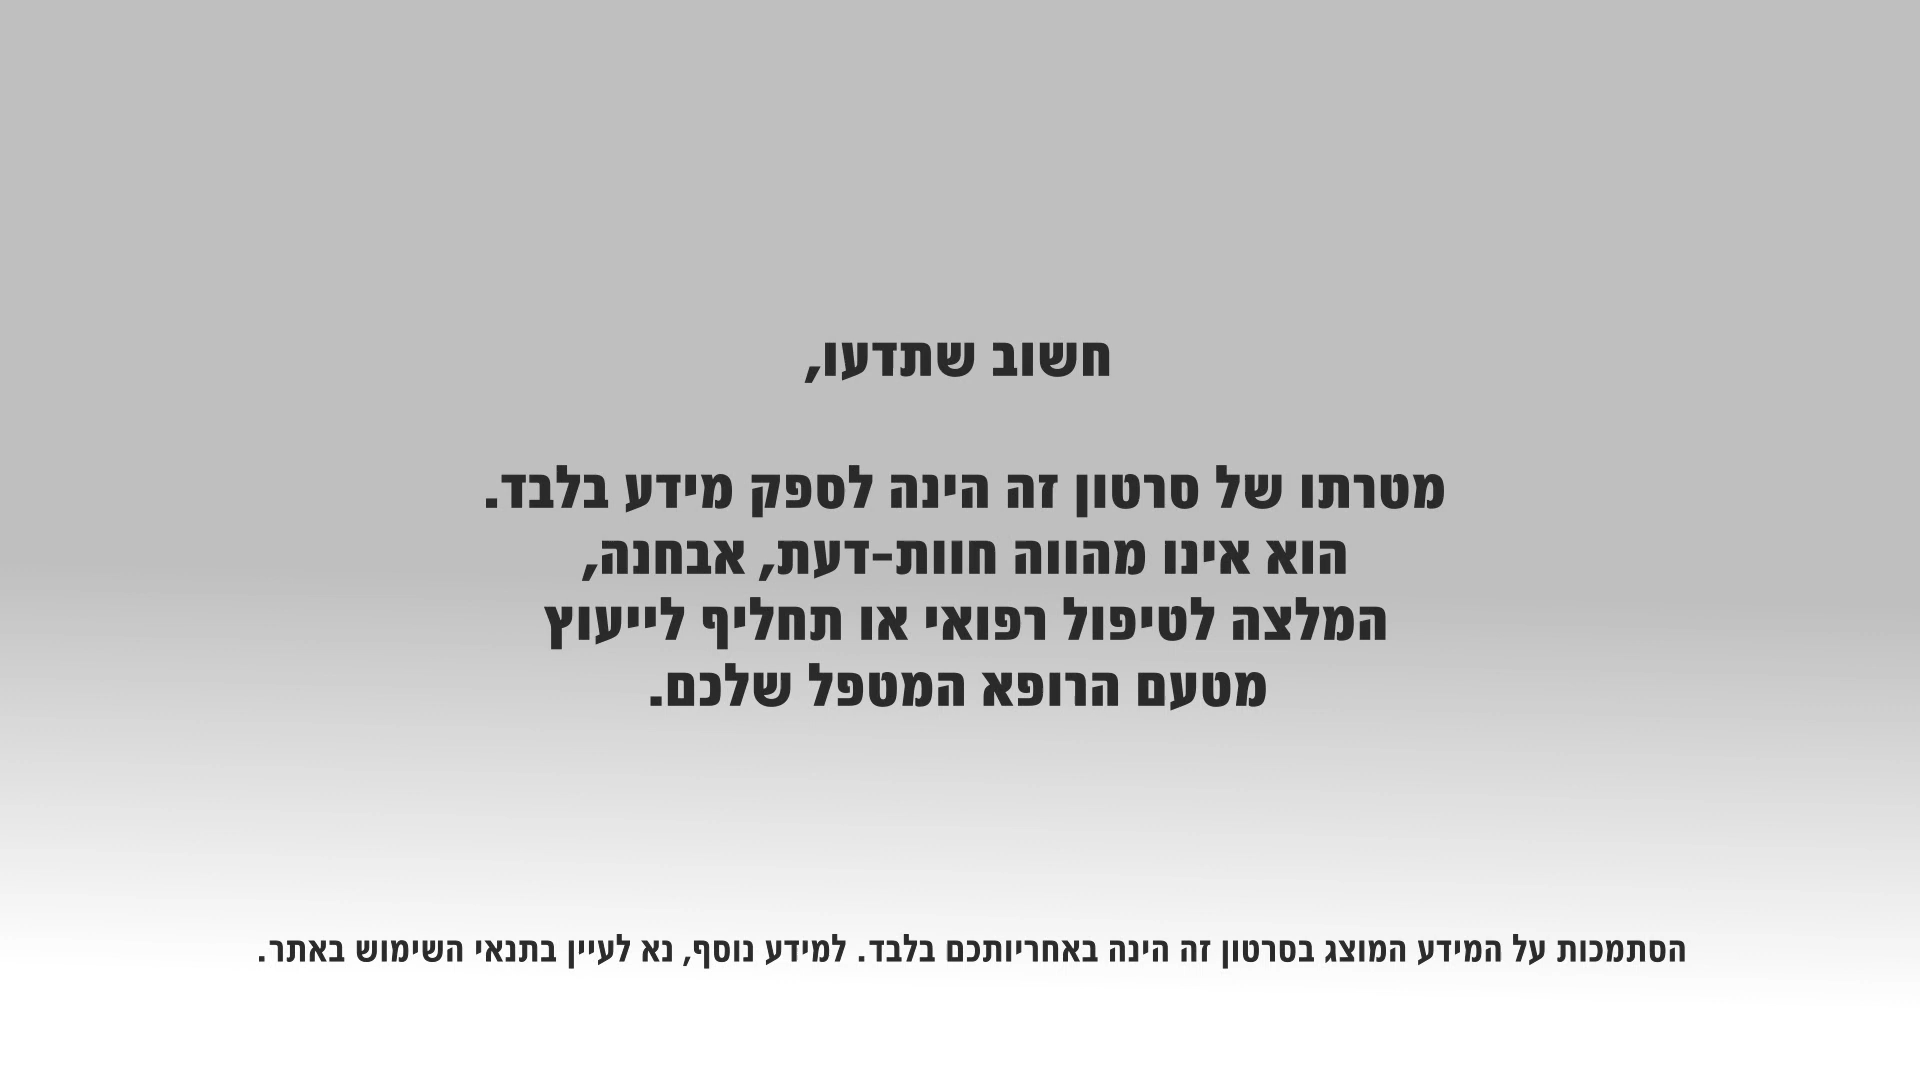 חשוב שתדעו,
מטרתו של סרטון זה הינה לספק מידע בלבד.
הוא אינו מהווה חוות-דעת, אבחנה,
המלצה לטיפול רפואי או תחליף לייעוץ
מטעם הרופא המטפל שלכם.
הסתמכות על המידע המוצג בסרטון זה הינה באחריותכם בלבד. למידע נוסף, נא לעיין בתנאי השימוש באתר.